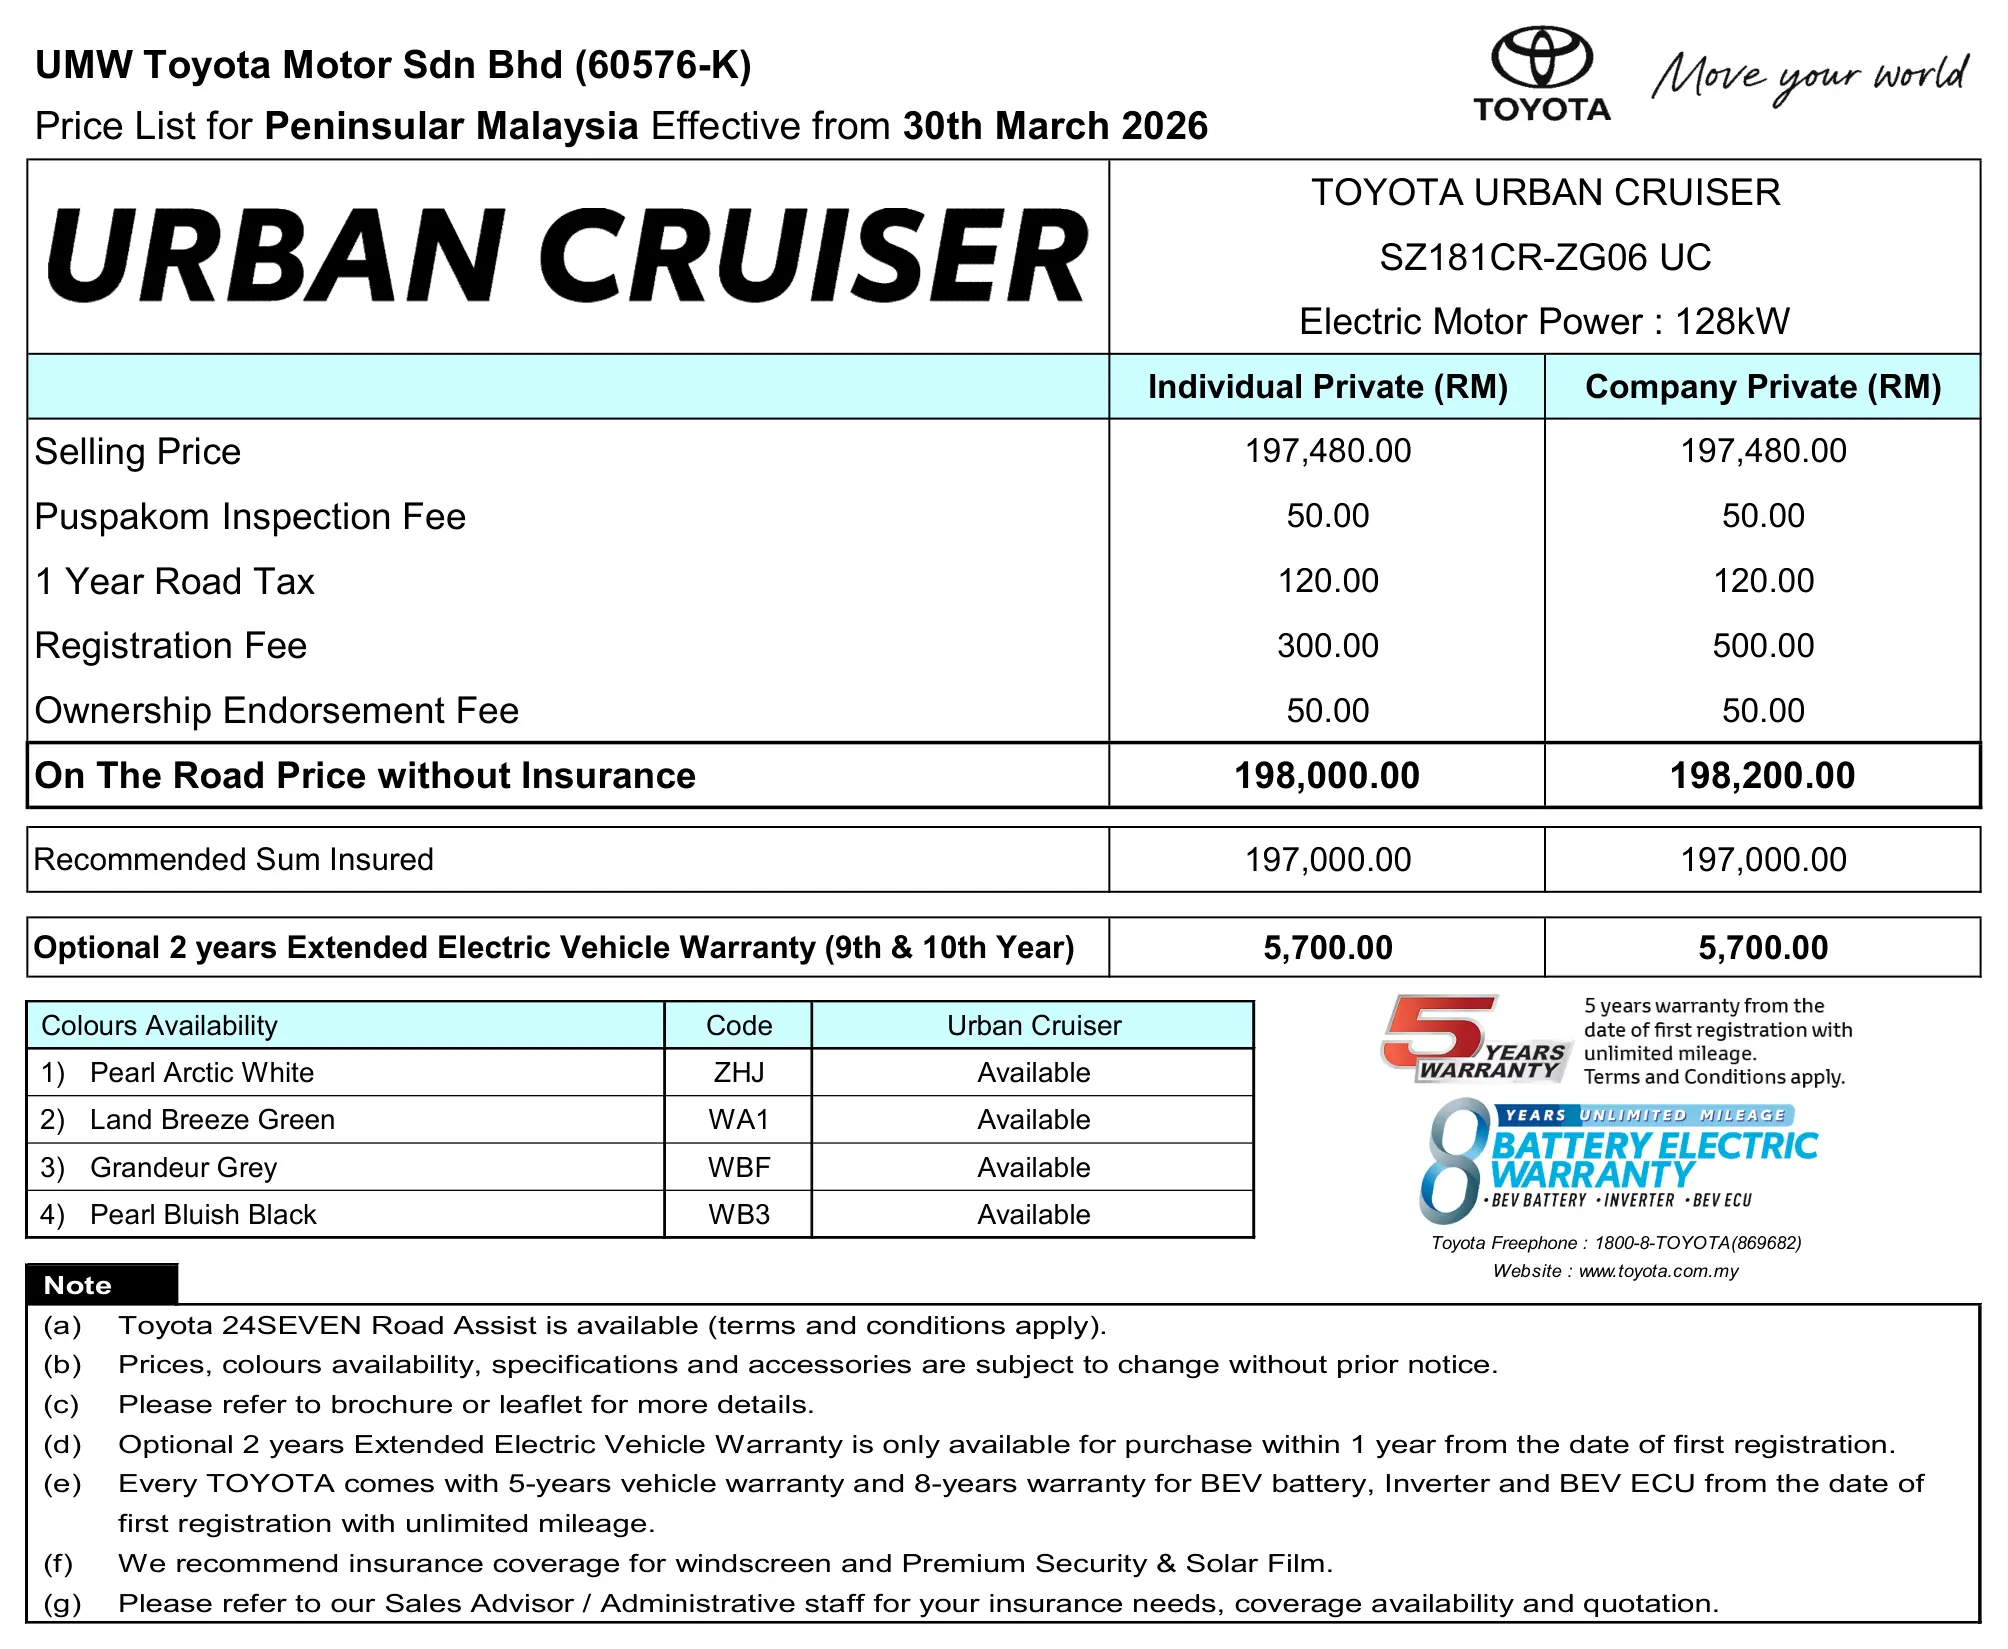 UMW Toyota Motor Sdn Bhd (60576-K)
Price List for Peninsular Malaysia Effective from 30th March 2026
TOYOTA
Move your world
URBAN CRUISER
TOYOTA URBAN CRUISER
SZ181CR-ZG06 UC
Electric Motor Power : 128kW
Individual Private (RM) Company Private (RM)
Selling Price 197,480.00 197,480.00
Puspakom Inspection Fee 50.00 50.00
1 Year Road Tax 120.00 120.00
Registration Fee 300.00 500.00
Ownership Endorsement Fee 50.00 50.00
On The Road Price without Insurance 198,000.00 198,200.00
Recommended Sum Insured 197,000.00 197,000.00
Optional 2 years Extended Electric Vehicle Warranty (9th & 10th Year) 5,700.00 5,700.00
Colours Availability Code Urban Cruiser
1) Pearl Arctic White ZHJ Available
2) Land Breeze Green WA1 Available
3) Grandeur Grey WBF Available
4) Pearl Bluish Black WB3 Available
5 YEARS
WARRANTY
5 years warranty from the
date of first registration with
unlimited mileage.
Terms and Conditions apply.
8 YEARS UNLIMITED MILEAGE
BATTERY ELECTRIC
WARRANTY
• BEV BATTERY • INVERTER • BEV ECU
Toyota Freephone : 1800-8-TOYOTA(869682)
Website : www.toyota.com.my
Note
(a) Toyota 24SEVEN Road Assist is available (terms and conditions apply).
(b) Prices, colours availability, specifications and accessories are subject to change without prior notice.
(c) Please refer to brochure or leaflet for more details.
(d) Optional 2 years Extended Electric Vehicle Warranty is only available for purchase within 1 year from the date of first registration.
(e) Every TOYOTA comes with 5-years vehicle warranty and 8-years warranty for BEV battery, Inverter and BEV ECU from the date of
first registration with unlimited mileage.
(f) We recommend insurance coverage for windscreen and Premium Security & Solar Film.
(g) Please refer to our Sales Advisor / Administrative staff for your insurance needs, coverage availability and quotation.